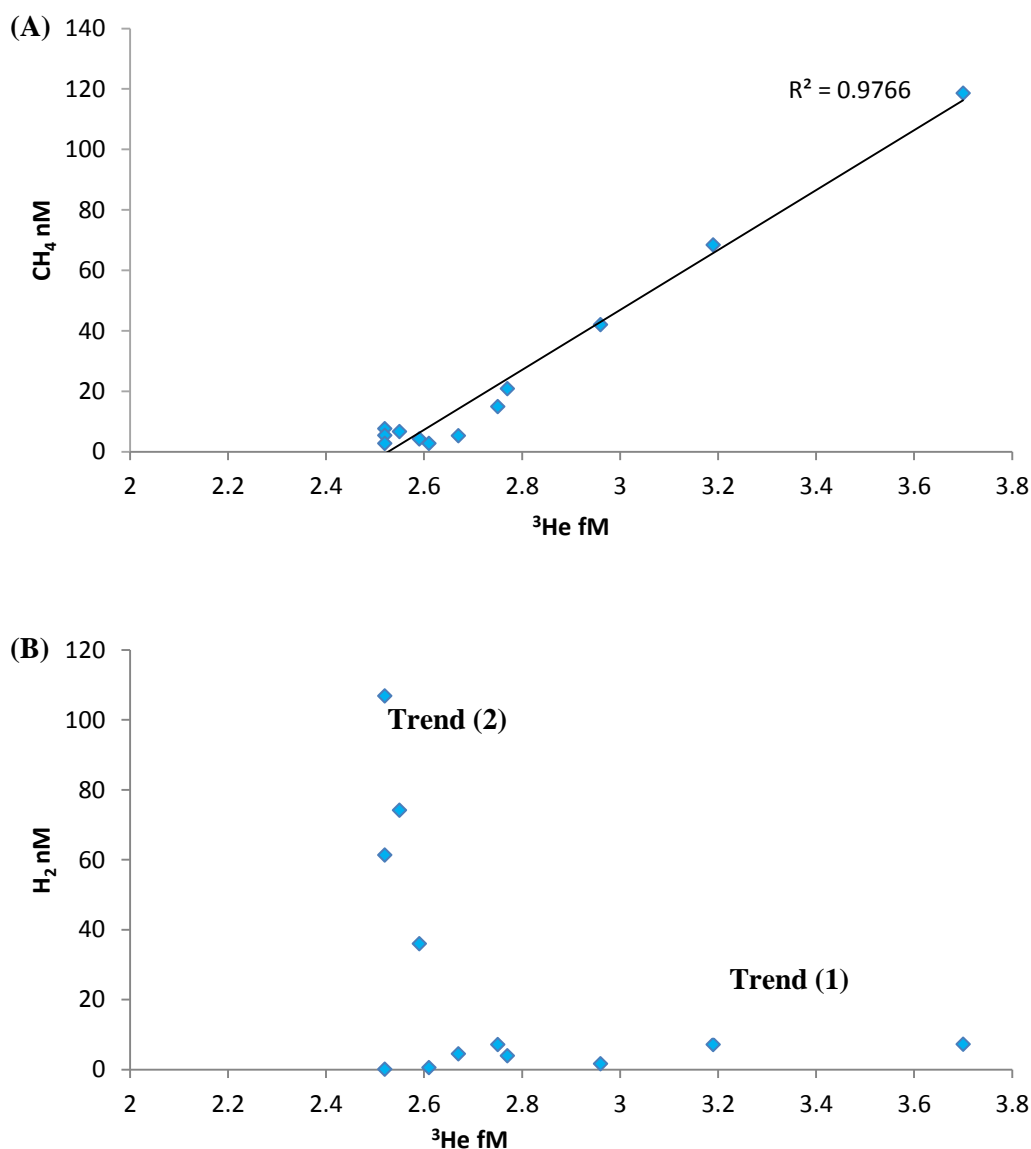 (A)
140
120
100
80
60
40
20
0
CH₄ nM
R² = 0.9766
2 2.2 2.4 2.6 2.8 3 3.2 3.4 3.6 3.8
³He fM
(B)
120
100
80
60
40
20
0
H₂ nM
Trend (2)
Trend (1)
2 2.2 2.4 2.6 2.8 3 3.2 3.4 3.6 3.8
³He fM